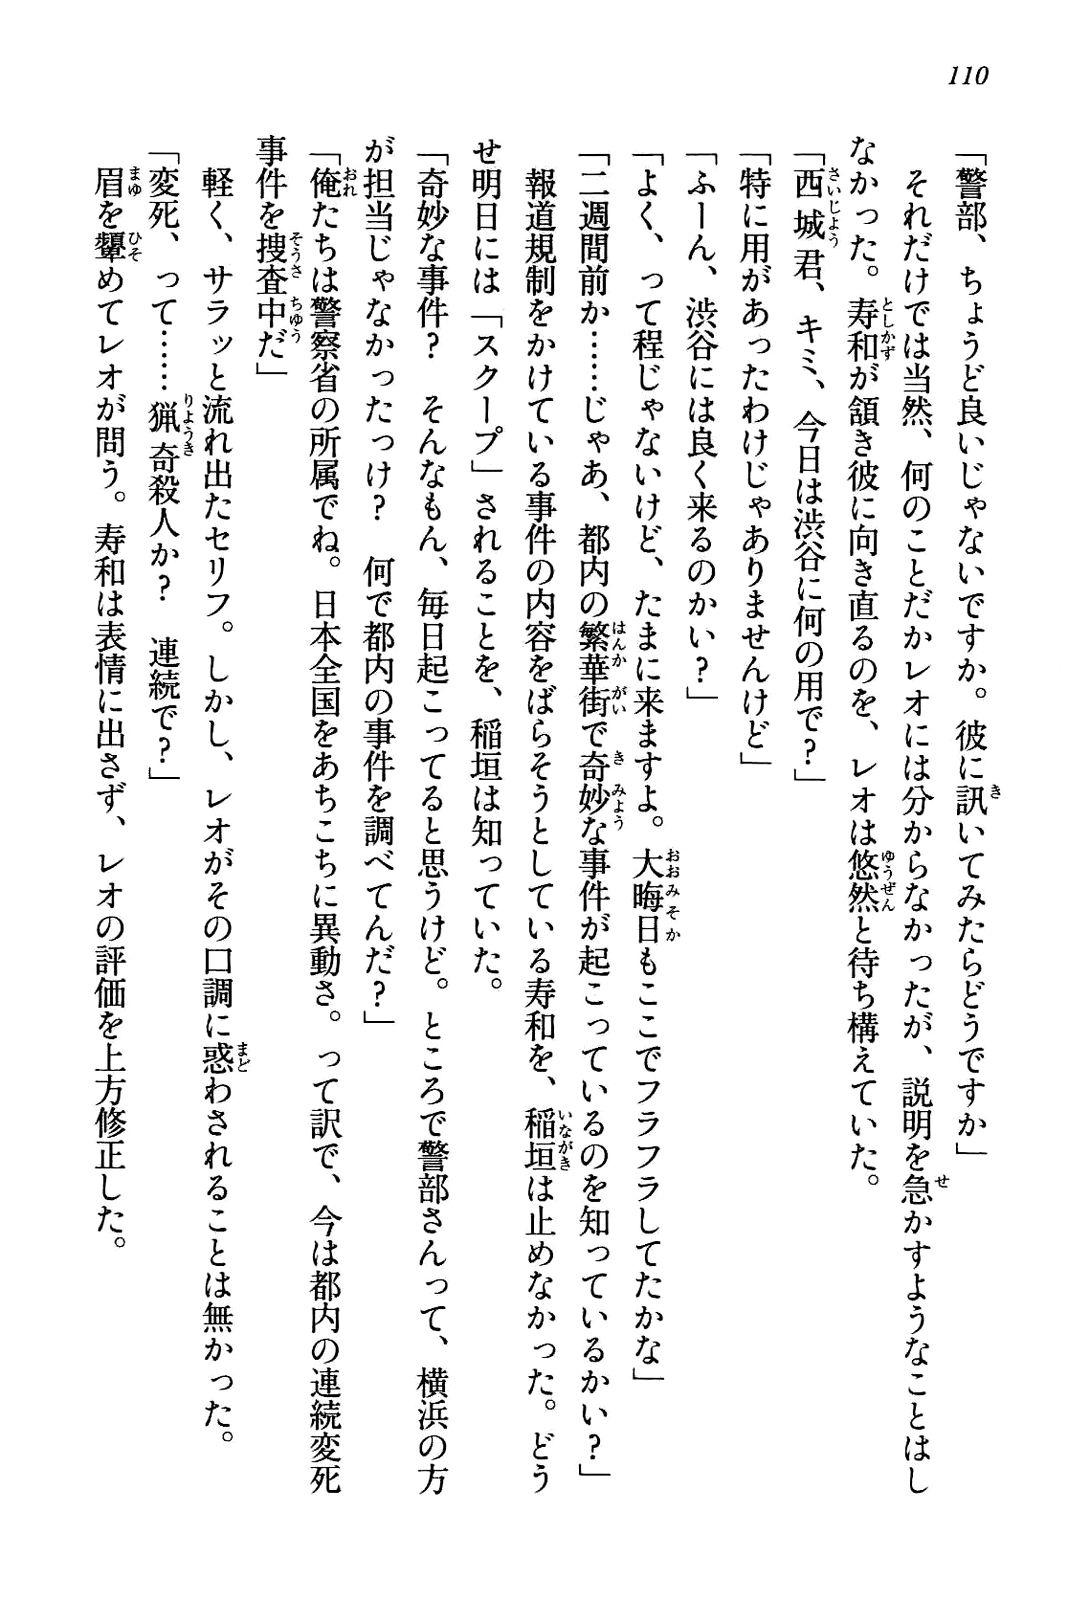 110
「警部、ちょうど良いじゃないですか。彼に訊いてみたらどうですか」
　それだけでは当然、何のことだかレオには分からなかったが、説明を急かすようなことはし
なかった。寿和が頷き彼に向き直るのを、レオは悠然と待ち構えていた。
「西城君、キミ、今日は渋谷に何の用で？」
「特に用があったわけじゃありませんけど」
「ふーん、渋谷には良く来るのかい？」
「よく、って程じゃないけど、たまに来ますよ。大晦日もここでフラフラしてたかな」
「二週間前か……じゃあ、都内の繁華街で奇妙な事件が起こっているのを知っているかい？」
　報道規制をかけている事件の内容をばらそうとしている寿和を、稲垣は止めなかった。どう
せ明日には「スクープ」されることを、稲垣は知っていた。
「奇妙な事件？　そんなもん、毎日起こってると思うけど。ところで警部さんって、横浜の方
が担当じゃなかったっけ？　何で都内の事件を調べてんだ？」
「俺たちは警察省の所属でね。日本全国をあちこちに異動さ。って訳で、今は都内の連続変死
事件を捜査中だ」
　軽く、サラッと流れ出たセリフ。しかし、レオがその口調に惑わされることは無かった。
「変死、って……猟奇殺人か？　連続で？」
　眉を顰めてレオが問う。寿和は表情に出さず、レオの評価を上方修正した。